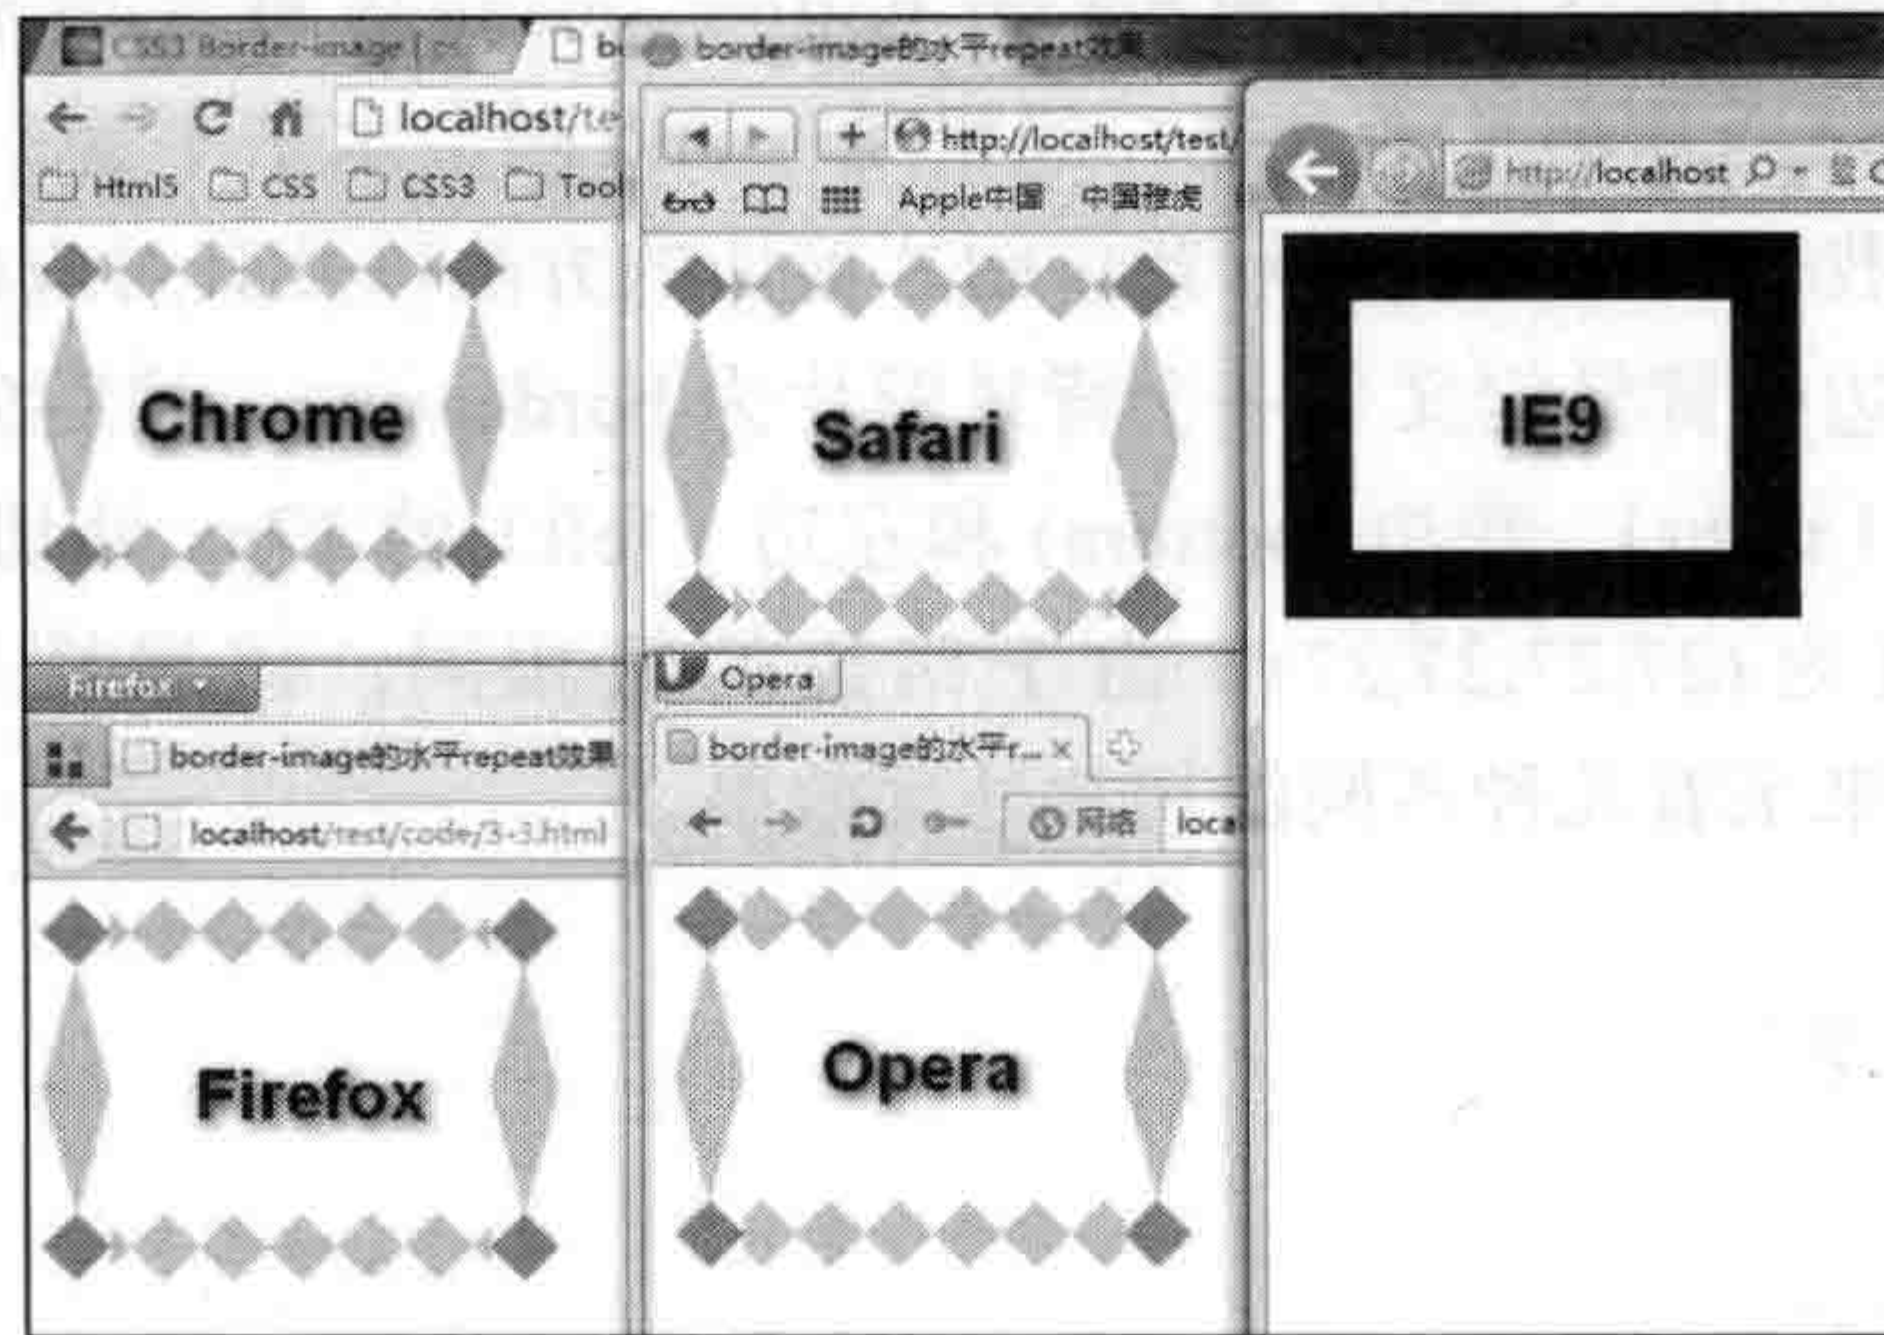 CSS3 Border-image
border-image的水平repeat效果
localhost/te
Html5 CSS CSS3 Tool
http://localhost/test/
Apple中国 中国雅虎
http://localhost
Chrome
Safari
IE9
Firefox
border-image的水平repeat效果
localhost/test/code/3-3.html
Firefox
Opera
border-image的水平r...
网络 loca
Opera